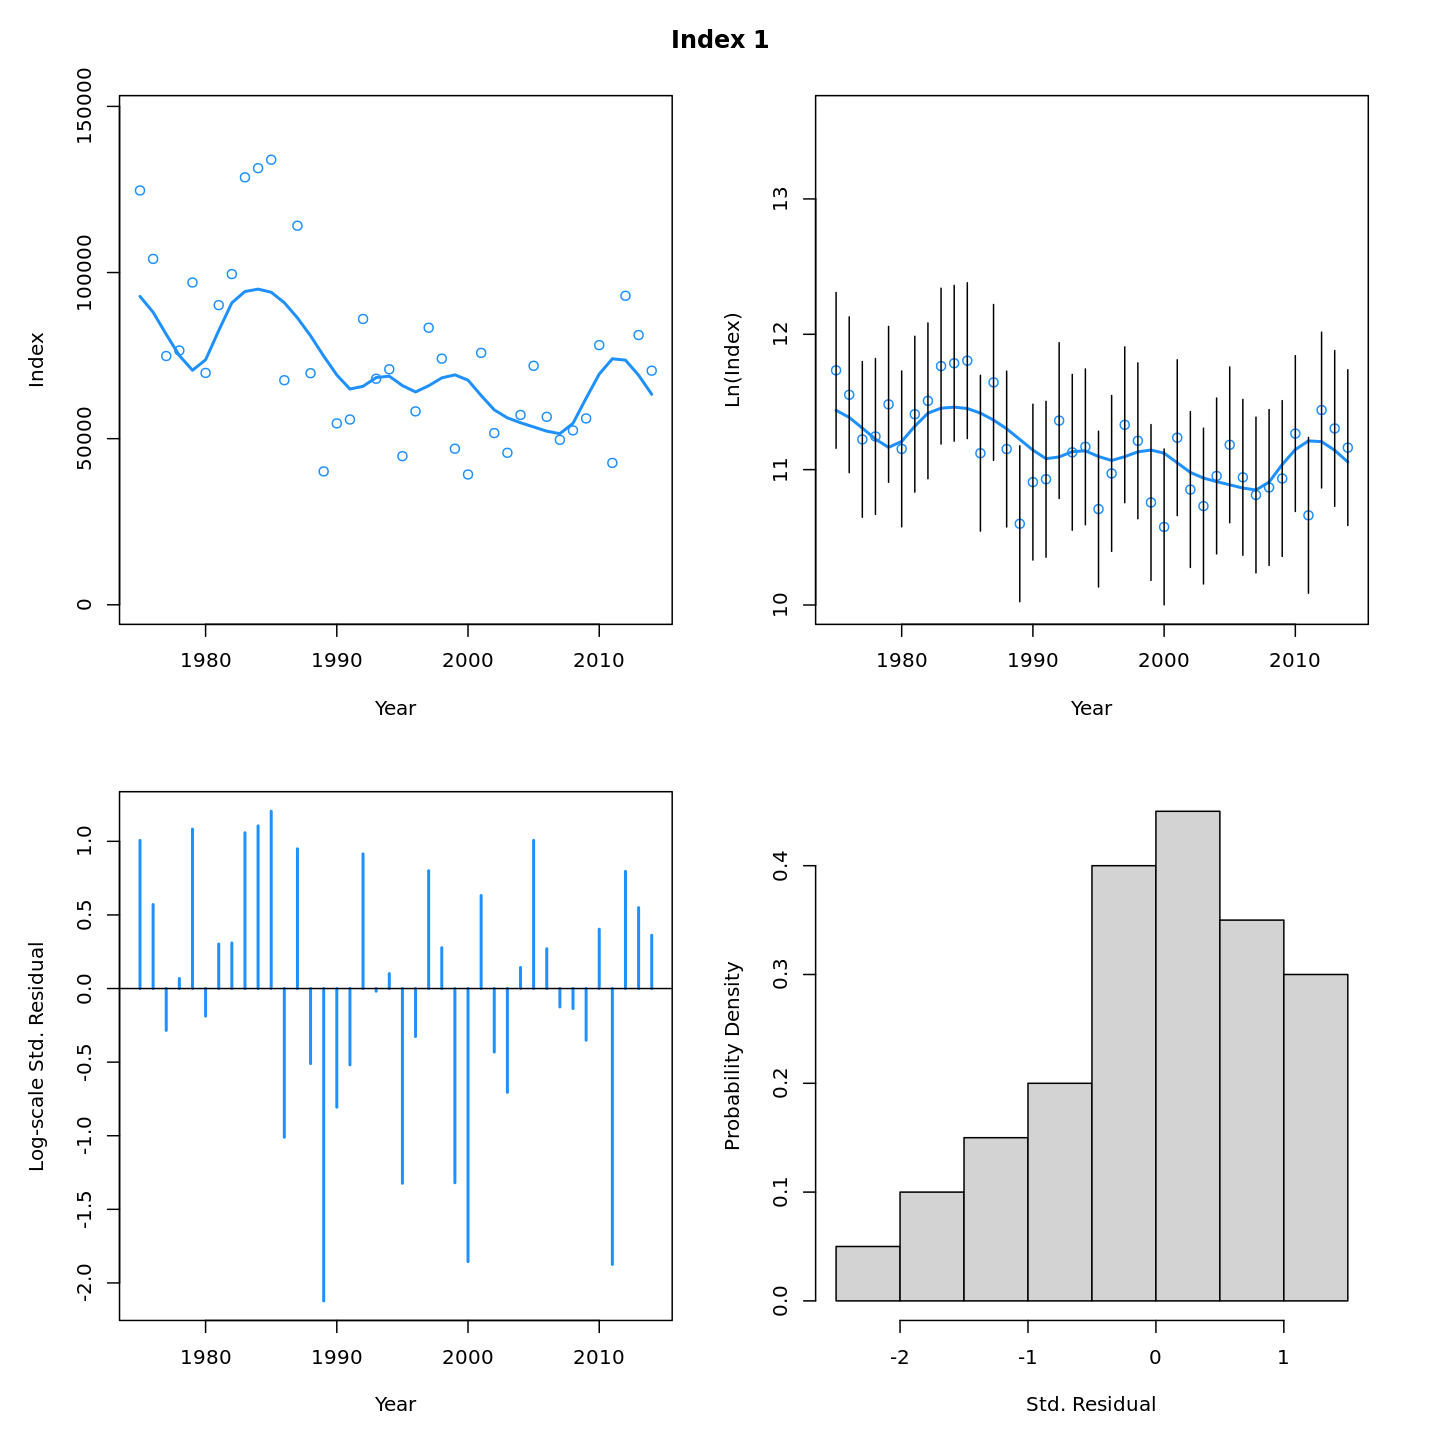 Index 1
Index
150000
100000
50000
0
1980 1990 2000 2010
Year
Ln(Index)
13
12
11
10
1980 1990 2000 2010
Year
Log-scale Std. Residual
1.0
0.5
0.0
-0.5
-1.0
-1.5
-2.0
1980 1990 2000 2010
Year
Probability Density
0.4
0.3
0.2
0.1
0.0
-2 -1 0 1
Std. Residual